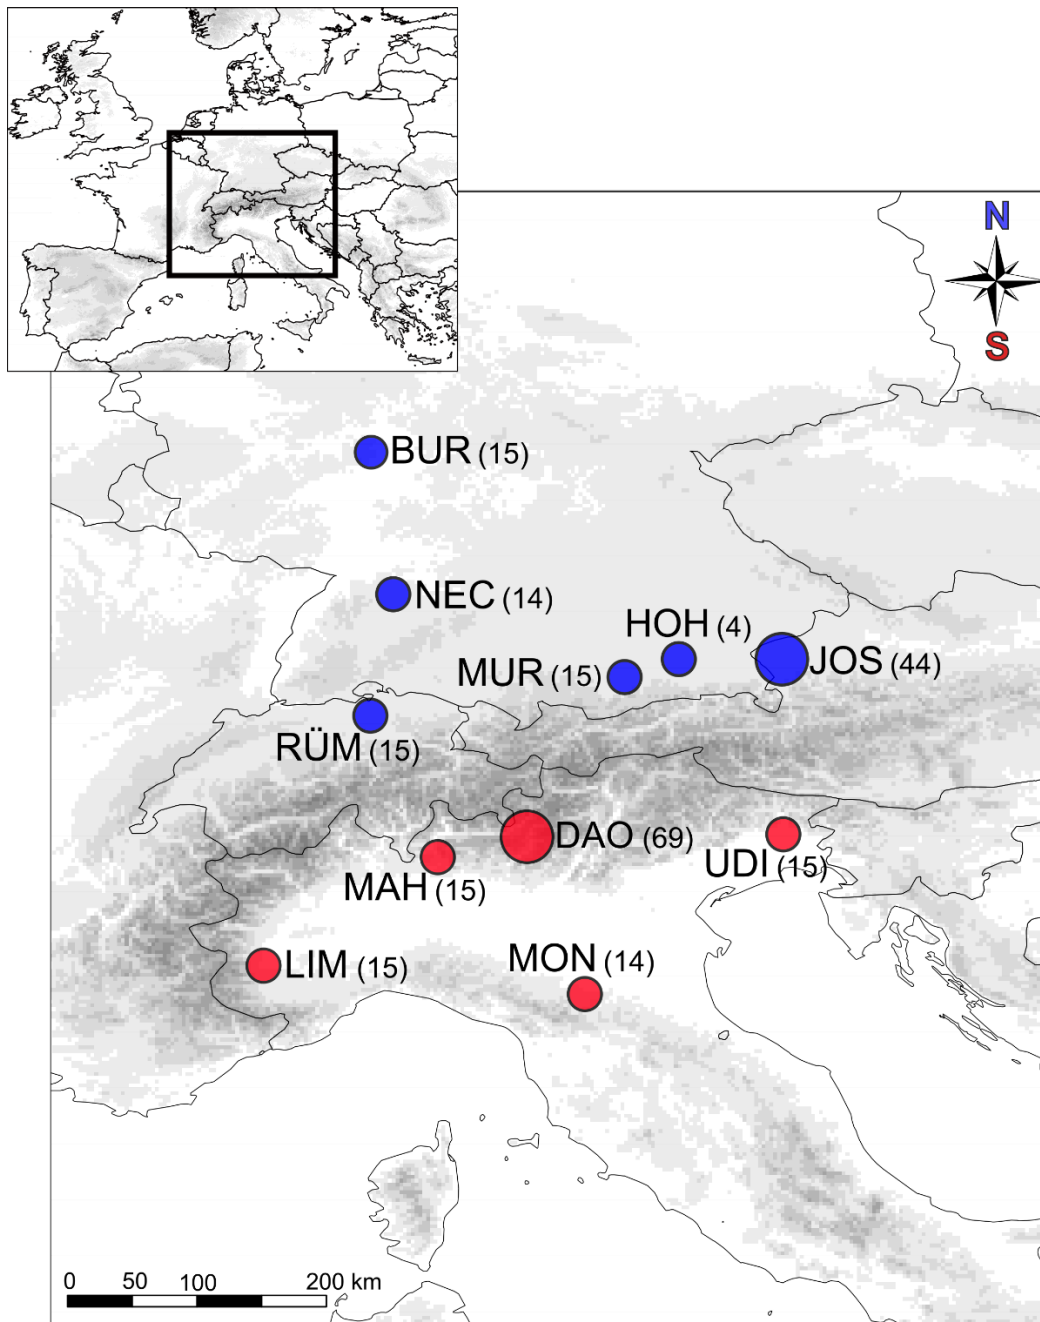 N
S
BUR (15)
NEC (14)
HOH (4)
MUR (15)
JOS (44)
RÜM (15)
DAO (69)
UDI (15)
MAH (15)
MON (14)
LIM (15)
0 50 100 200 km